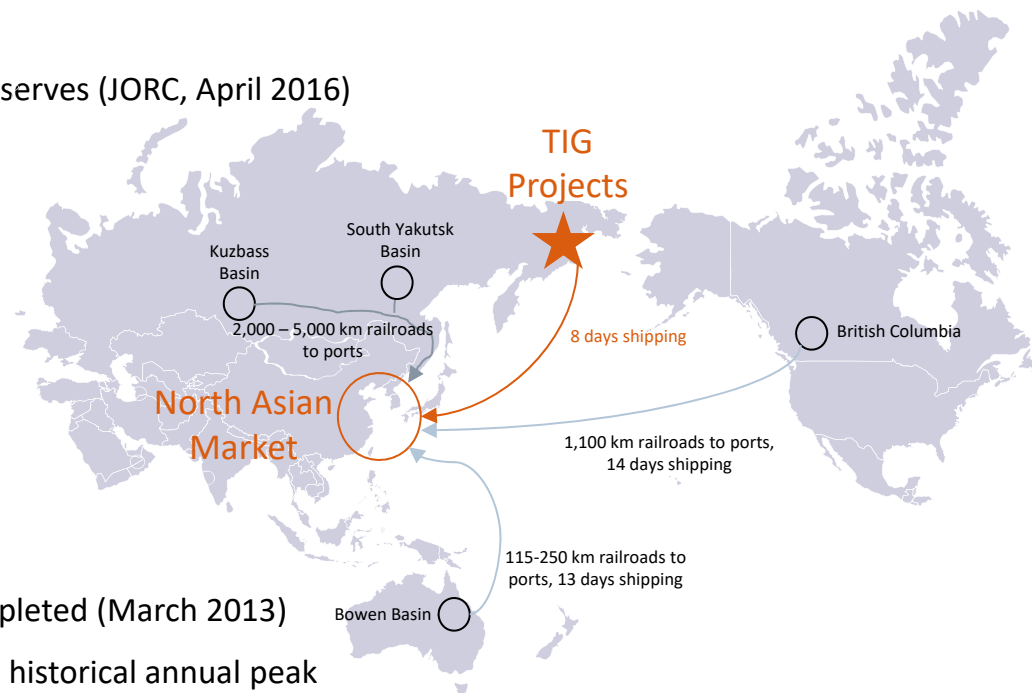 serves (JORC, April 2016)
TIG
Projects
South Yakutsk
Basin
Kuzbass
Basin
2,000 – 5,000 km railroads
to ports
8 days shipping
British Columbia
North Asian
Market
1,100 km railroads to ports,
14 days shipping
115-250 km railroads to
ports, 13 days shipping
Bowen Basin
pleted (March 2013)
historical annual peak